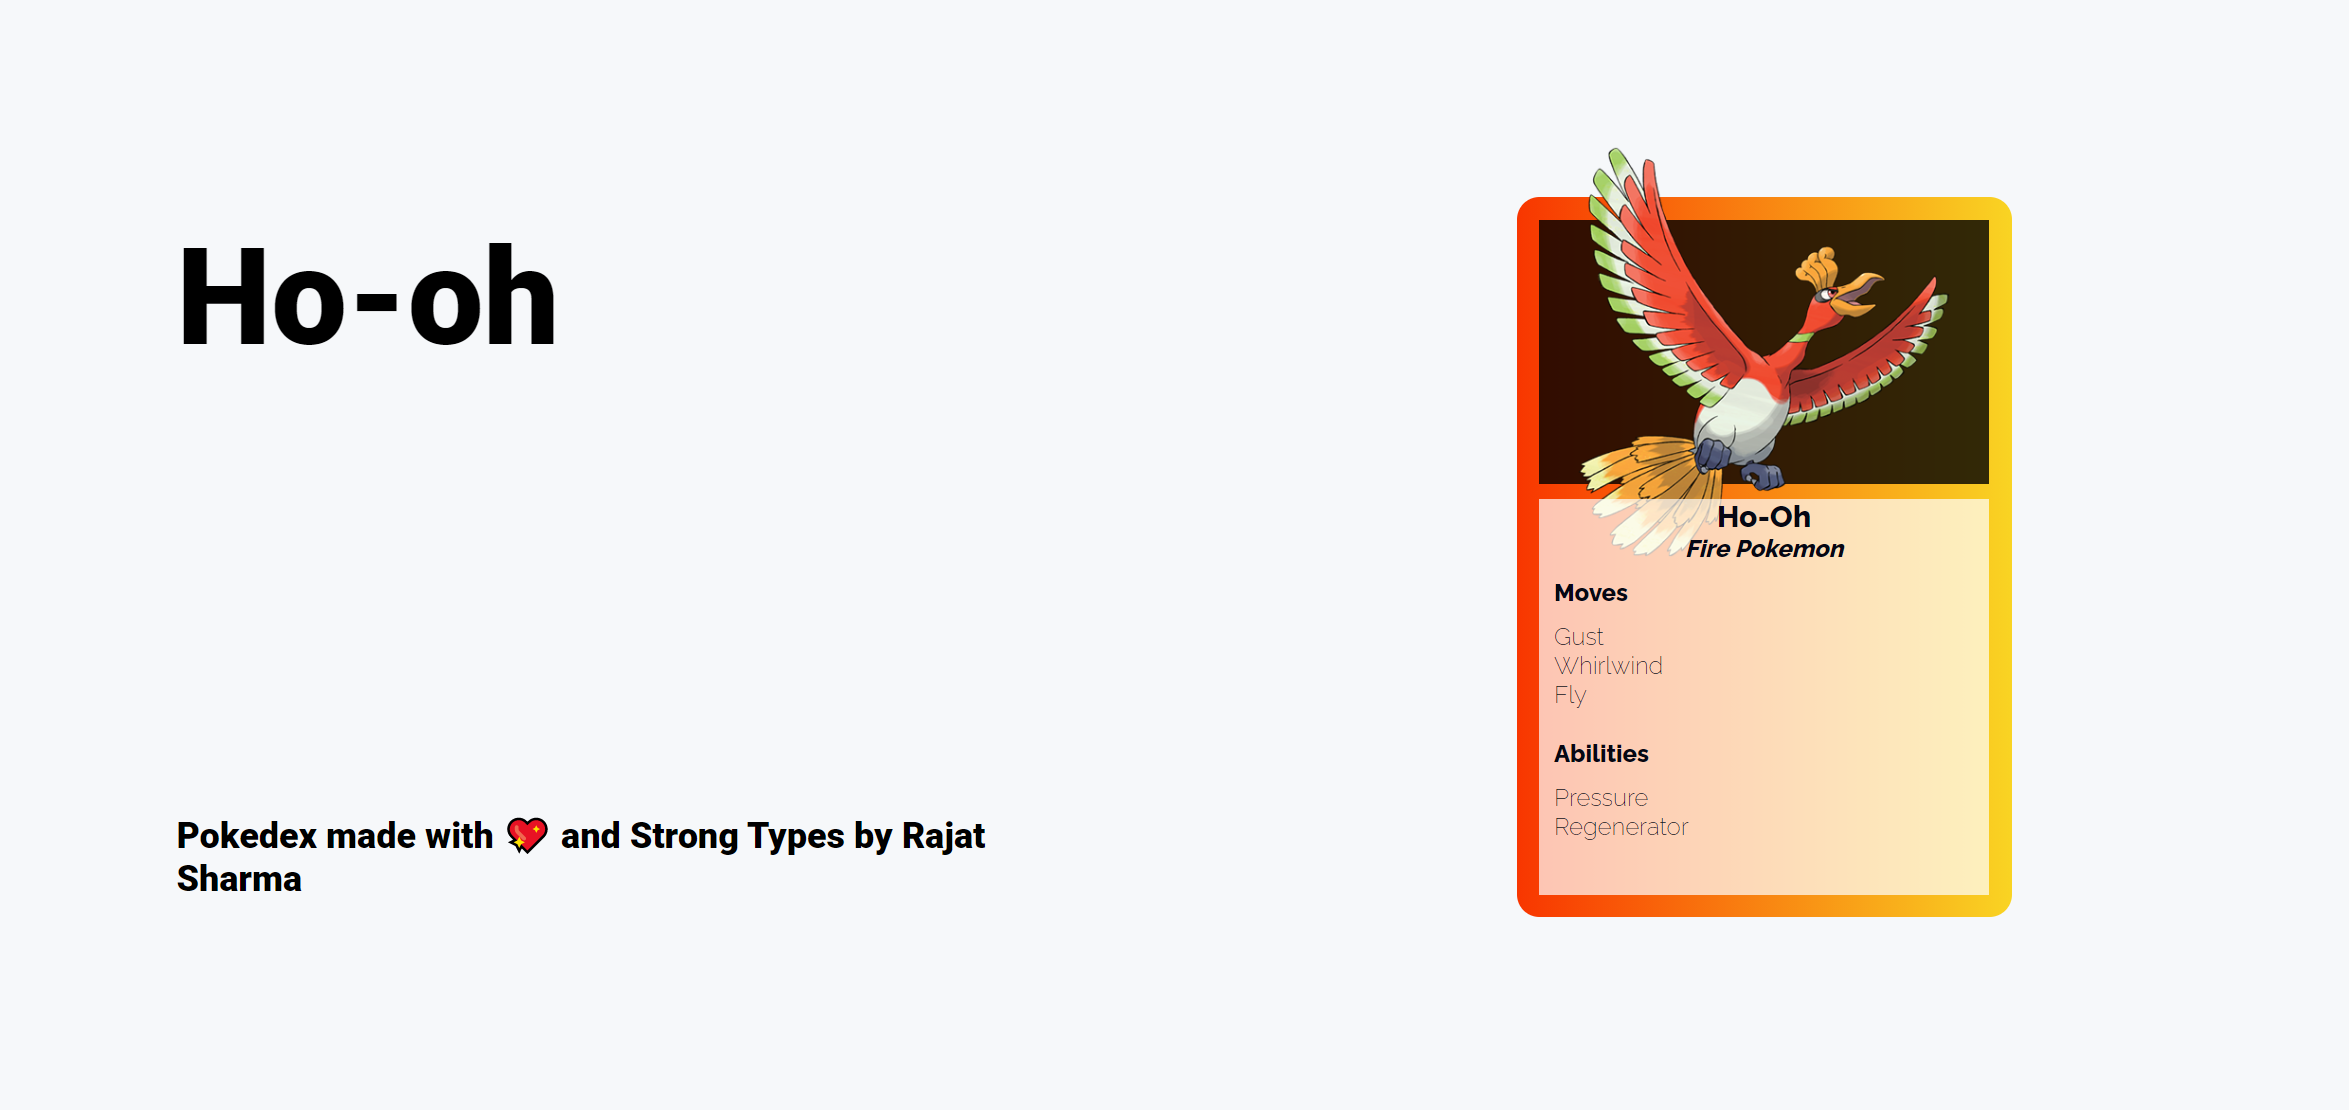 Ho-oh
Pokedex made with 💖 and Strong Types by Rajat
Sharma
Ho-Oh
Fire Pokemon
Moves
Gust
Whirlwind
Fly
Abilities
Pressure
Regenerator